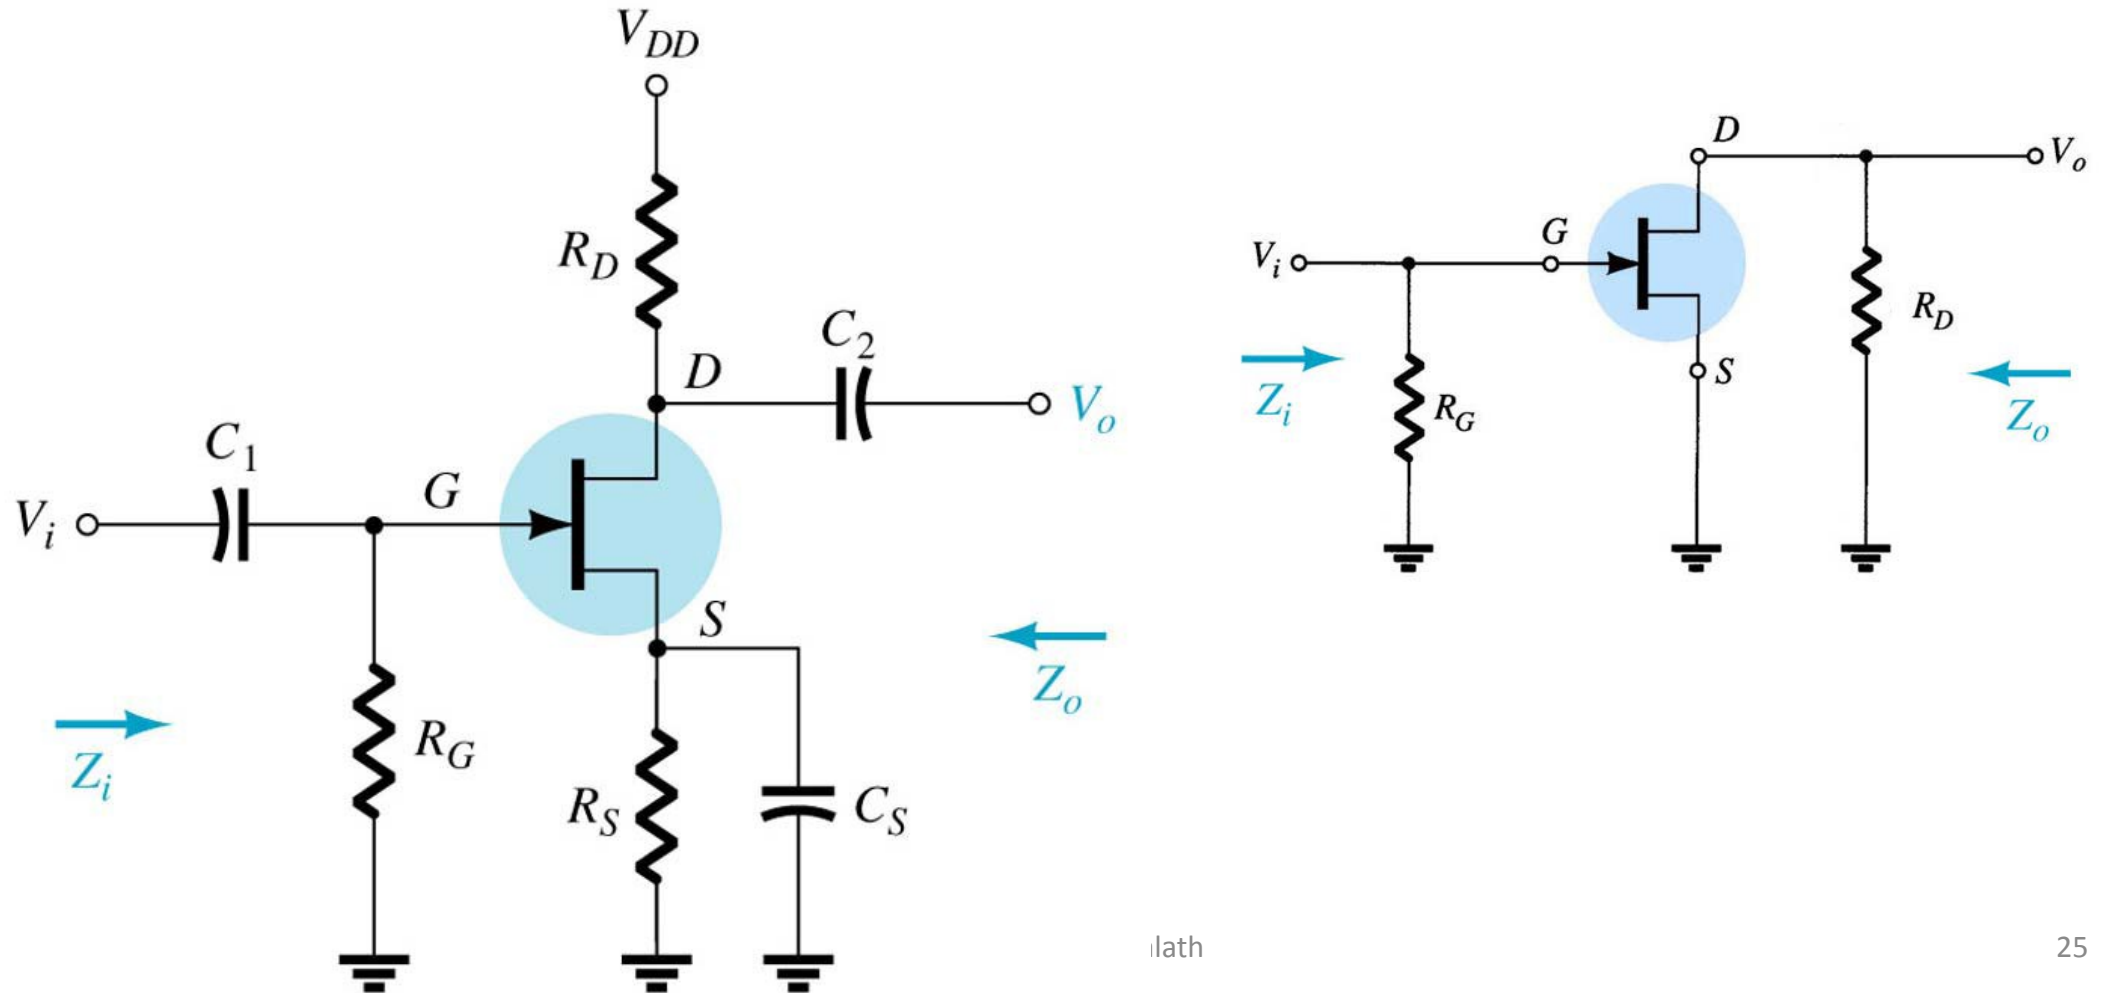 V_DD
R_D
C_2
D
V_o
C_1
G
V_i
S
Z_o
R_G
Z_i
R_S
C_S
D
V_o
G
V_i
R_D
S
Z_i
R_G
Z_o
25